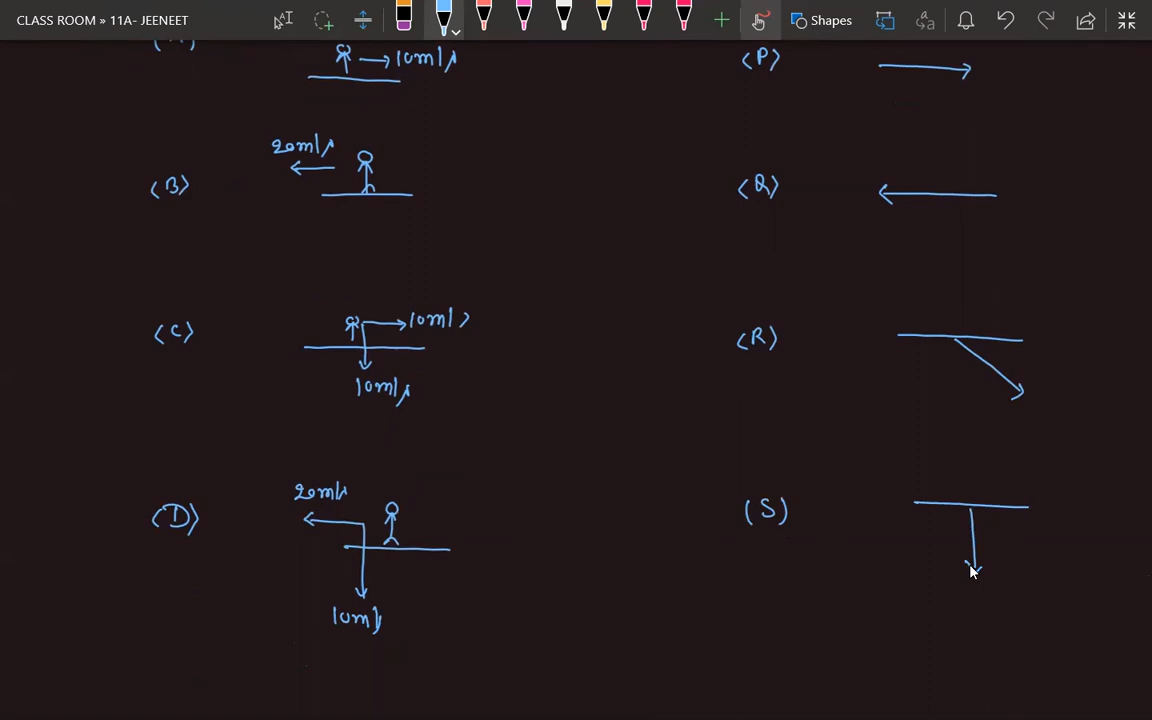 CLASS ROOM » 11A- JEENEET
Shapes
10m/s
(P)
20m/s
(B)
(Q)
(C)
10m/s
(R)
10m/s
20m/s
(D)
(S)
10m/s